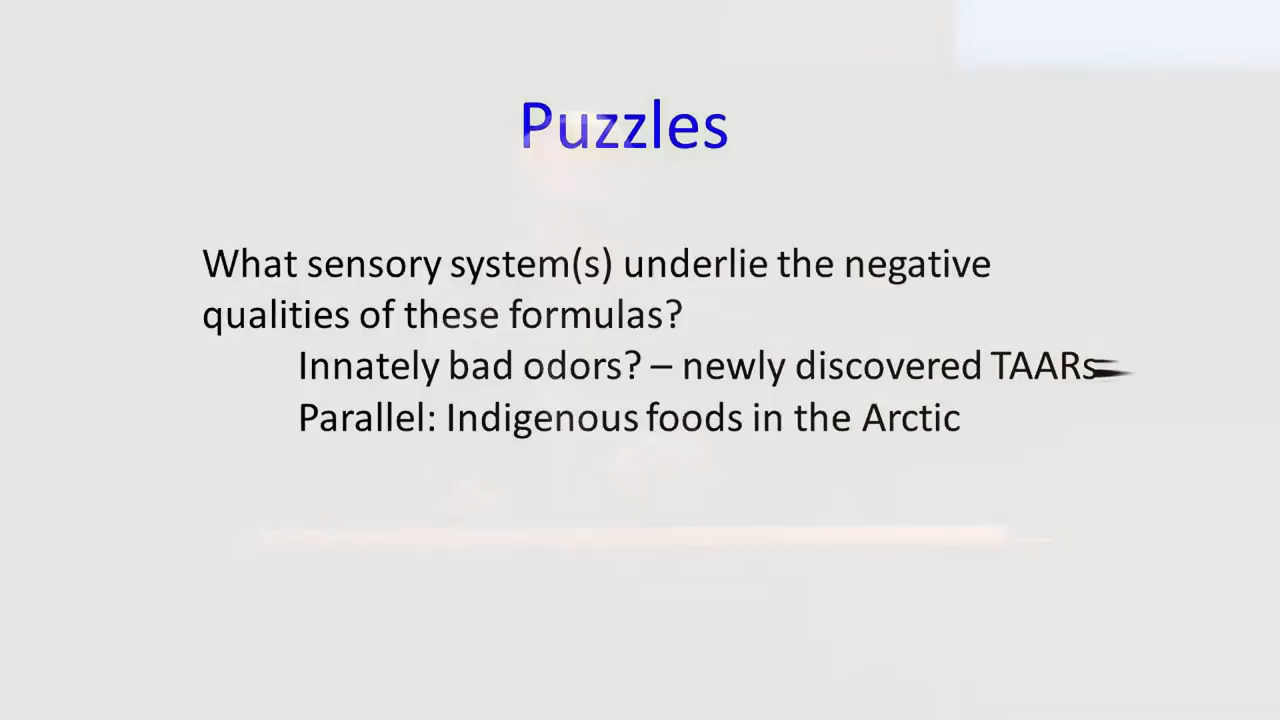 Puzzles
What sensory system(s) underlie the negative
qualities of these formulas?
Innately bad odors? – newly discovered TAARs
Parallel: Indigenous foods in the Arctic